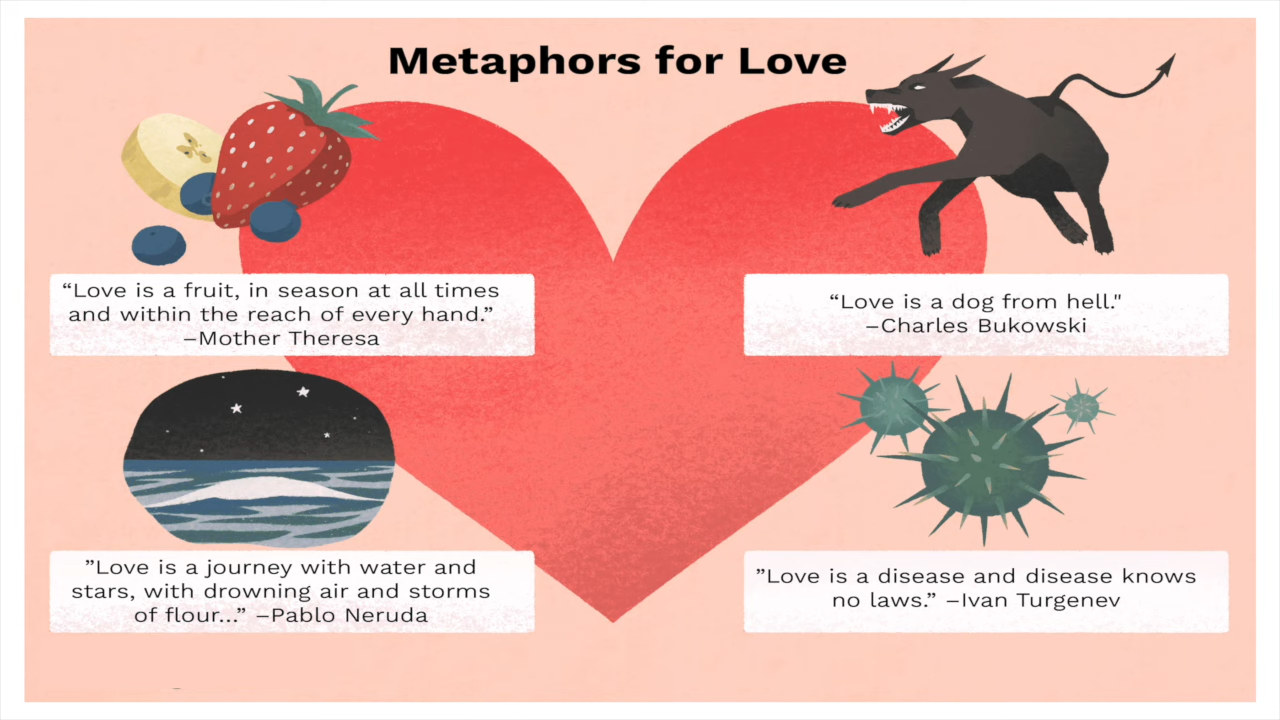 Metaphors for Love
“Love is a fruit, in season at all times
and within the reach of every hand.”
–Mother Theresa
“Love is a dog from hell."
–Charles Bukowski
”Love is a journey with water and
stars, with drowning air and storms
of flour...” –Pablo Neruda
”Love is a disease and disease knows
no laws.” –Ivan Turgenev